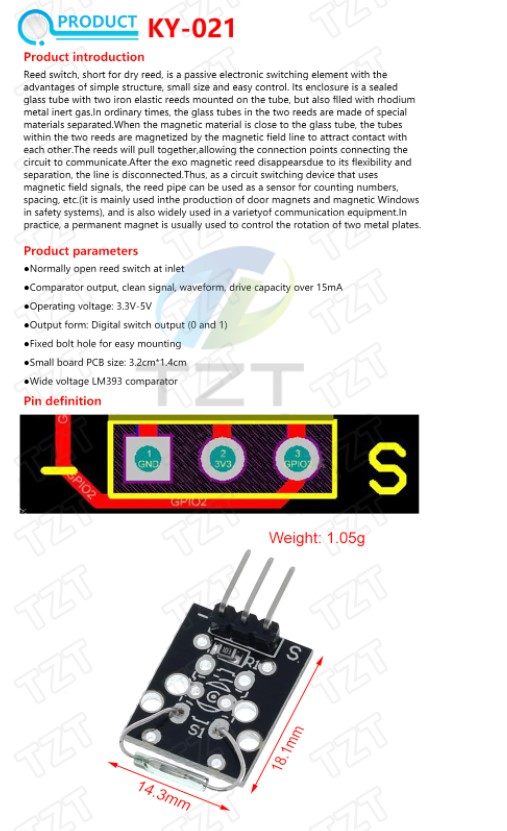 PRODUCT KY-021
Product introduction
Reed switch, short for dry reed, is a passive electronic switching element with the
advantages of simple structure, small size and easy control. Its enclosure is a sealed
glass tube with two iron elastic reeds mounted on the tube, but also flled with rhodium
metal inert gas.In ordinary times, the glass tubes in the two reeds are made of special
materials separated.When the magnetic material is close to the glass tube, the tubes
within the two reeds are magnetized by the magnetic field line to attract contact with
each other.The reeds will pull together,allowing the connection points connecting the
circuit to communicate.After the exo magnetic reed disappearsdue to its flexibility and
separation, the line is disconnected.Thus, as a circuit switching device that uses
magnetic field signals, the reed pipe can be used as a sensor for counting numbers,
spacing, etc.(it is mainly used inthe production of door magnets and magnetic Windows
in safety systems), and is also widely used in a varietyof communication equipment.In
practice, a permanent magnet is usually used to control the rotation of two metal plates.
Product parameters
●Normally open reed switch at inlet
●Comparator output, clean signal, waveform, drive capacity over 15mA
●Operating voltage: 3.3V-5V
●Output form: Digital switch output (0 and 1)
●Fixed bolt hole for easy mounting
●Small board PCB size: 3.2cm*1.4cm
●Wide voltage LM393 comparator
TZT
Pin definition
1
GND
2
3V3
3
GPIO2
S
GPIO2
GPIO2
Weight: 1.05g
S
R1
S1
18.1mm
14.3mm